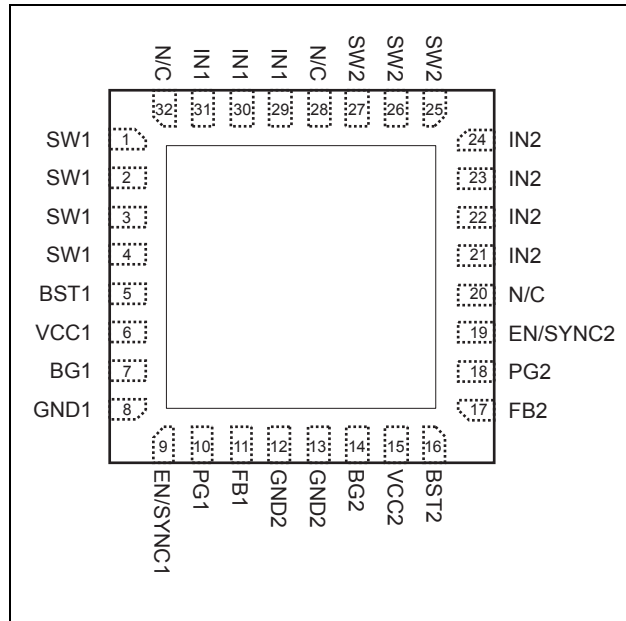 N/C
IN1
IN1
IN1
N/C
SW2
SW2
SW2
32
31
30
29
28
27
26
25
SW1 1
SW1 2
SW1 3
SW1 4
BST1 5
VCC1 6
BG1 7
GND1 8
24 IN2
23 IN2
22 IN2
21 IN2
20 N/C
19 EN/SYNC2
18 PG2
17 FB2
9
10
11
12
13
14
15
16
EN/SYNC1
PG1
FB1
GND2
GND2
BG2
VCC2
BST2